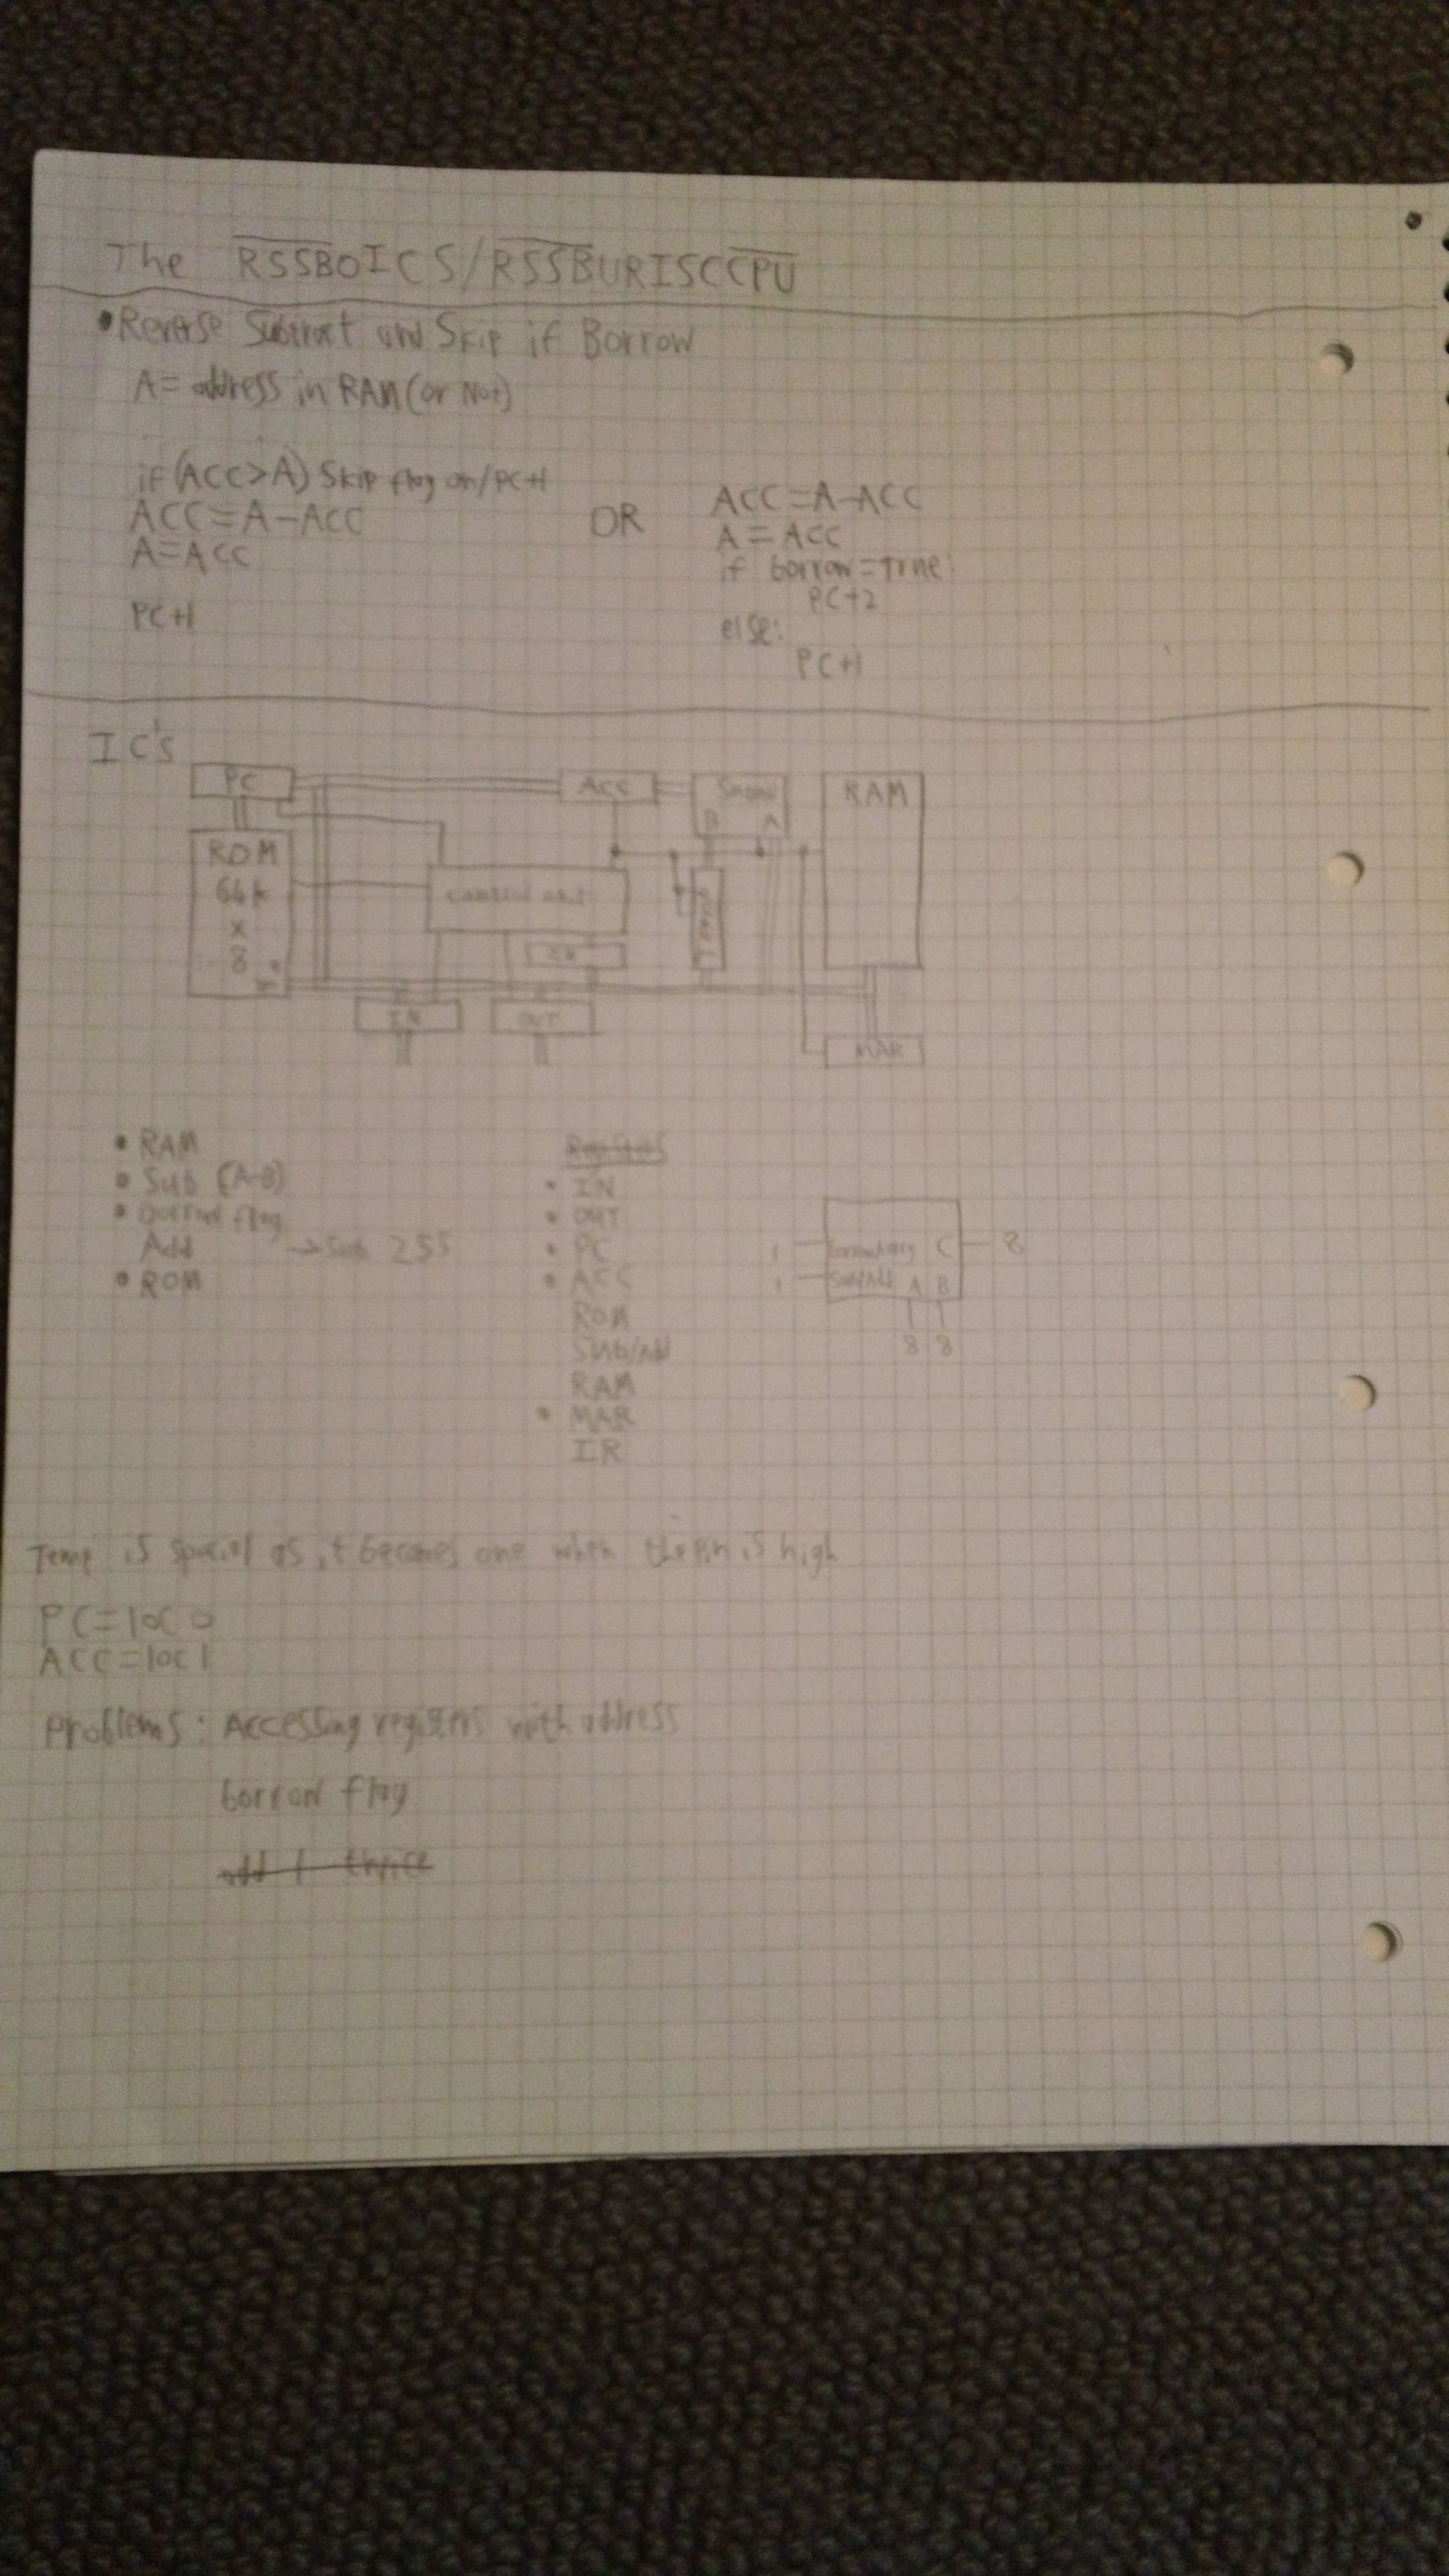 The RSSBOICS/RSSBURISCCPU
•Reverse Subtract and Skip if Borrow
A= address in RAM (or Not)
if (ACC>A) Skip flag on/PC+1
ACC=A-ACC
A=ACC
PC+1
OR
ACC=A-ACC
A=ACC
if borrow=True:
PC+2
else:
PC+1
IC's
PC
ACC
B A
RAM
ROM
64k
x
8
control unit
Temp
IR
IN
OUT
MAR
• RAM
• Sub (A-B)
• borrow flag
Add → Sub 255
• ROM
Registers
• IN
• OUT
• PC
• ACC
ROM
Sub/Add
RAM
• MAR
IR
1 C 8
1 Sub/Add A B
8 8
Temp is special as it becomes one when the pin is high
PC=loc 0
ACC=loc 1
Problems: Accessing registers with address
borrow flag
add 1 twice